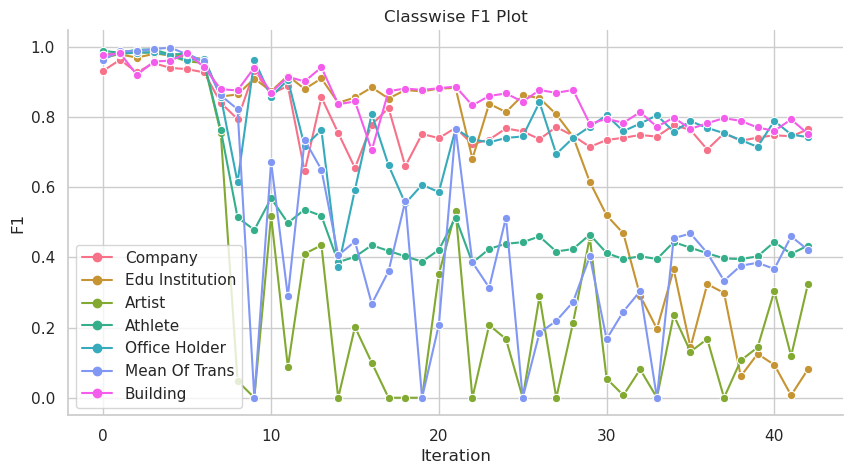 Classwise F1 Plot
F1
1.0
0.8
0.6
0.4
0.2
0.0
Company
Edu Institution
Artist
Athlete
Office Holder
Mean Of Trans
Building
0
10
20
30
40
Iteration